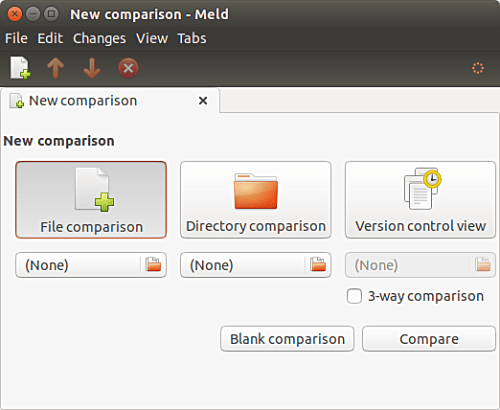 New comparison - Meld
File Edit Changes View Tabs
New comparison
New comparison
File comparison Directory comparison Version control view
(None) (None) (None)
3-way comparison
Blank comparison Compare